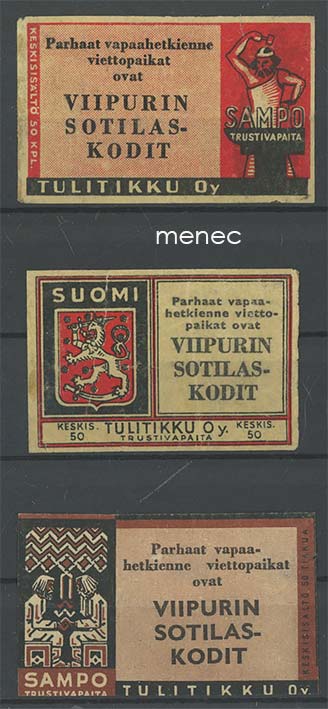 KESKISISÄLTÖ 50 KPL.
Parhaat vapaahetkienne
viettopaikat
ovat
VIIPURIN
SOTILAS-
KODIT
SAMPO
TRUSTIVAPAITA
TULITIKKU Oy
menec
SUOMI
Parhaat vapaa-
hetkienne vietto-
paikat ovat
VIIPURIN
SOTILAS-
KODIT
KESKIS.
50
TULITIKKU Oy.
TRUSTIVAPAITA
KESKIS.
50
Parhaat vapaa-
hetkienne viettopaikat
ovat
VIIPURIN
SOTILAS-
KODIT
KESKISISÄLTÖ 50 TIKKUA
SAMPO
TRUSTIVAPAITA
TULITIKKU Oy.